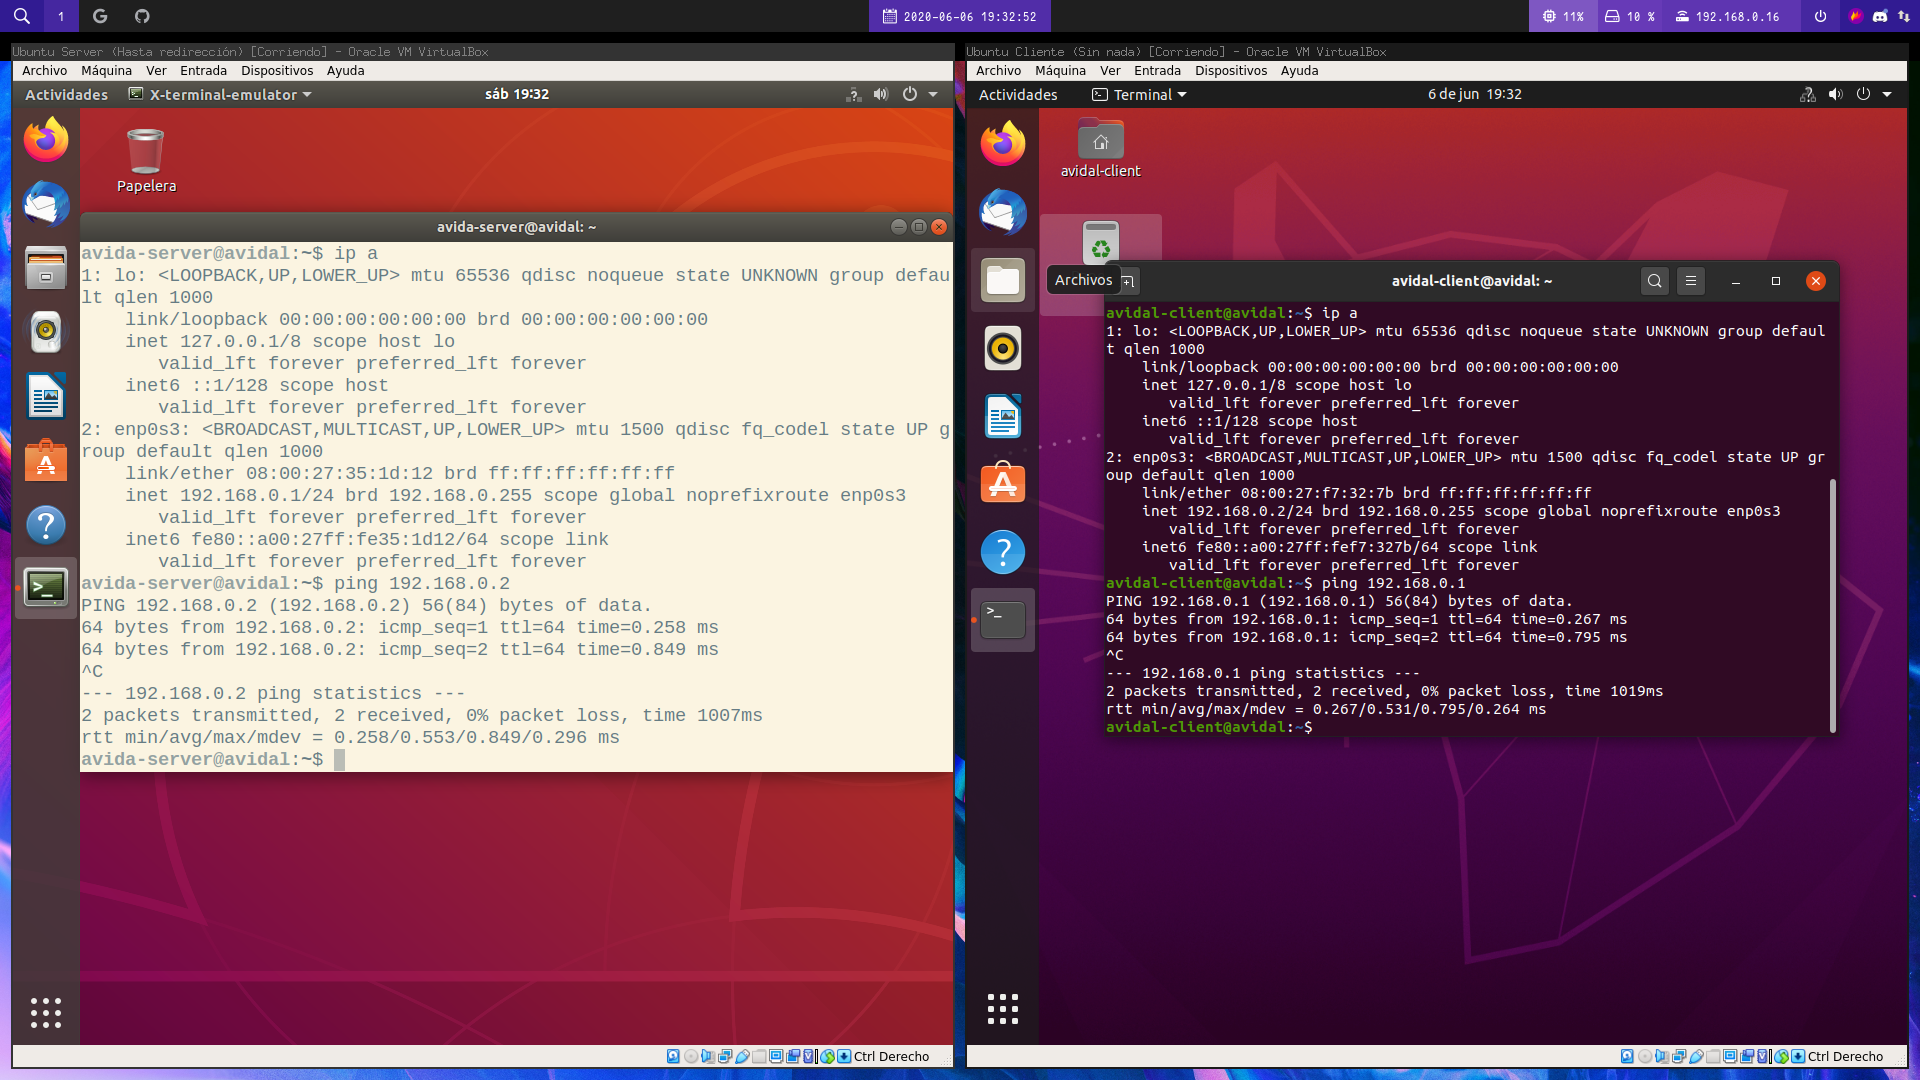 1
2020-06-06 19:32:52
11%
10 %
192.168.0.16
Ubuntu Server (Hasta redirección) [Corriendo] - Oracle VM VirtualBox
Archivo Máquina Ver Entrada Dispositivos Ayuda
Actividades X-terminal-emulator sáb 19:32
Papelera
avida-server@avidal: ~
avida-server@avidal:~$ ip a
1: lo: <LOOPBACK,UP,LOWER_UP> mtu 65536 qdisc noqueue state UNKNOWN group defau
lt qlen 1000
link/loopback 00:00:00:00:00:00 brd 00:00:00:00:00:00
inet 127.0.0.1/8 scope host lo
valid_lft forever preferred_lft forever
inet6 ::1/128 scope host
valid_lft forever preferred_lft forever
2: enp0s3: <BROADCAST,MULTICAST,UP,LOWER_UP> mtu 1500 qdisc fq_codel state UP g
roup default qlen 1000
link/ether 08:00:27:35:1d:12 brd ff:ff:ff:ff:ff:ff
inet 192.168.0.1/24 brd 192.168.0.255 scope global noprefixroute enp0s3
valid_lft forever preferred_lft forever
inet6 fe80::a00:27ff:fe35:1d12/64 scope link
valid_lft forever preferred_lft forever
avida-server@avidal:~$ ping 192.168.0.2
PING 192.168.0.2 (192.168.0.2) 56(84) bytes of data.
64 bytes from 192.168.0.2: icmp_seq=1 ttl=64 time=0.258 ms
64 bytes from 192.168.0.2: icmp_seq=2 ttl=64 time=0.849 ms
^C
--- 192.168.0.2 ping statistics ---
2 packets transmitted, 2 received, 0% packet loss, time 1007ms
rtt min/avg/max/mdev = 0.258/0.553/0.849/0.296 ms
avida-server@avidal:~$
Ctrl Derecho
Ubuntu Cliente (Sin nada) [Corriendo] - Oracle VM VirtualBox
Archivo Máquina Ver Entrada Dispositivos Ayuda
Actividades Terminal 6 de jun 19:32
avidal-client
Archivos
avidal-client@avidal: ~
avidal-client@avidal:~$ ip a
1: lo: <LOOPBACK,UP,LOWER_UP> mtu 65536 qdisc noqueue state UNKNOWN group defaul
t qlen 1000
link/loopback 00:00:00:00:00:00 brd 00:00:00:00:00:00
inet 127.0.0.1/8 scope host lo
valid_lft forever preferred_lft forever
inet6 ::1/128 scope host
valid_lft forever preferred_lft forever
2: enp0s3: <BROADCAST,MULTICAST,UP,LOWER_UP> mtu 1500 qdisc fq_codel state UP gr
oup default qlen 1000
link/ether 08:00:27:f7:32:7b brd ff:ff:ff:ff:ff:ff
inet 192.168.0.2/24 brd 192.168.0.255 scope global noprefixroute enp0s3
valid_lft forever preferred_lft forever
inet6 fe80::a00:27ff:fef7:327b/64 scope link
valid_lft forever preferred_lft forever
avidal-client@avidal:~$ ping 192.168.0.1
PING 192.168.0.1 (192.168.0.1) 56(84) bytes of data.
64 bytes from 192.168.0.1: icmp_seq=1 ttl=64 time=0.267 ms
64 bytes from 192.168.0.1: icmp_seq=2 ttl=64 time=0.795 ms
^C
--- 192.168.0.1 ping statistics ---
2 packets transmitted, 2 received, 0% packet loss, time 1019ms
rtt min/avg/max/mdev = 0.267/0.531/0.795/0.264 ms
avidal-client@avidal:~$
Ctrl Derecho